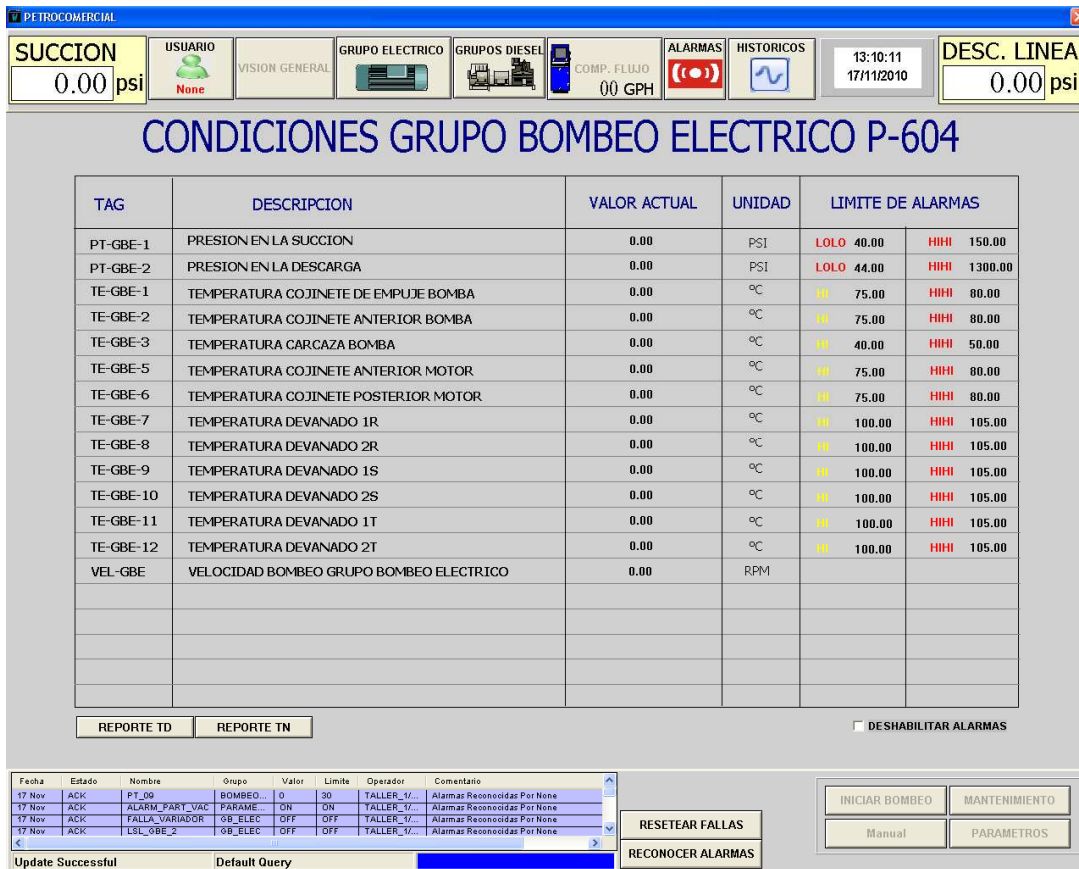 PETROCOMERCIAL
SUCCION
0.00 psi
USUARIO
None
VISION GENERAL
GRUPO ELECTRICO
GRUPOS DIESEL
COMP. FLUJO
00 GPH
ALARMAS
HISTORICOS
13:10:11
17/11/2010
DESC. LINEA
0.00 psi
CONDICIONES GRUPO BOMBEO ELECTRICO P-604
TAG DESCRIPCION VALOR ACTUAL UNIDAD LIMITE DE ALARMAS
PT-GBE-1 PRESION EN LA SUCCION 0.00 PSI LOLO 40.00 HIHI 150.00
PT-GBE-2 PRESION EN LA DESCARGA 0.00 PSI LOLO 44.00 HIHI 1300.00
TE-GBE-1 TEMPERATURA COJINETE DE EMPUJE BOMBA 0.00 ºC HI 75.00 HIHI 80.00
TE-GBE-2 TEMPERATURA COJINETE ANTERIOR BOMBA 0.00 ºC HI 75.00 HIHI 80.00
TE-GBE-3 TEMPERATURA CARCAZA BOMBA 0.00 ºC HI 40.00 HIHI 50.00
TE-GBE-5 TEMPERATURA COJINETE ANTERIOR MOTOR 0.00 ºC HI 75.00 HIHI 80.00
TE-GBE-6 TEMPERATURA COJINETE POSTERIOR MOTOR 0.00 ºC HI 75.00 HIHI 80.00
TE-GBE-7 TEMPERATURA DEVANADO 1R 0.00 ºC HI 100.00 HIHI 105.00
TE-GBE-8 TEMPERATURA DEVANADO 2R 0.00 ºC HI 100.00 HIHI 105.00
TE-GBE-9 TEMPERATURA DEVANADO 1S 0.00 ºC HI 100.00 HIHI 105.00
TE-GBE-10 TEMPERATURA DEVANADO 2S 0.00 ºC HI 100.00 HIHI 105.00
TE-GBE-11 TEMPERATURA DEVANADO 1T 0.00 ºC HI 100.00 HIHI 105.00
TE-GBE-12 TEMPERATURA DEVANADO 2T 0.00 ºC HI 100.00 HIHI 105.00
VEL-GBE VELOCIDAD BOMBEO GRUPO BOMBEO ELECTRICO 0.00 RPM
REPORTE TD REPORTE TN DESHABILITAR ALARMAS
Fecha Estado Nombre Grupo Valor Limite Operador Comentario
17 Nov ACK PT_09 BOMBEO... 0 30 TALLER_1/... Alarmas Reconocidas Por None
17 Nov ACK ALARM_PART_VAC PARAME... ON ON TALLER_1/... Alarmas Reconocidas Por None
17 Nov ACK FALLA_VARIADOR GB_ELEC OFF OFF TALLER_1/... Alarmas Reconocidas Por None
17 Nov ACK LSL_GBE_2 GB_ELEC OFF OFF TALLER_1/... Alarmas Reconocidas Por None
Update Successful Default Query
RESETEAR FALLAS
RECONOCER ALARMAS
INICIAR BOMBEO MANTENIMIENTO
Manual PARAMETROS